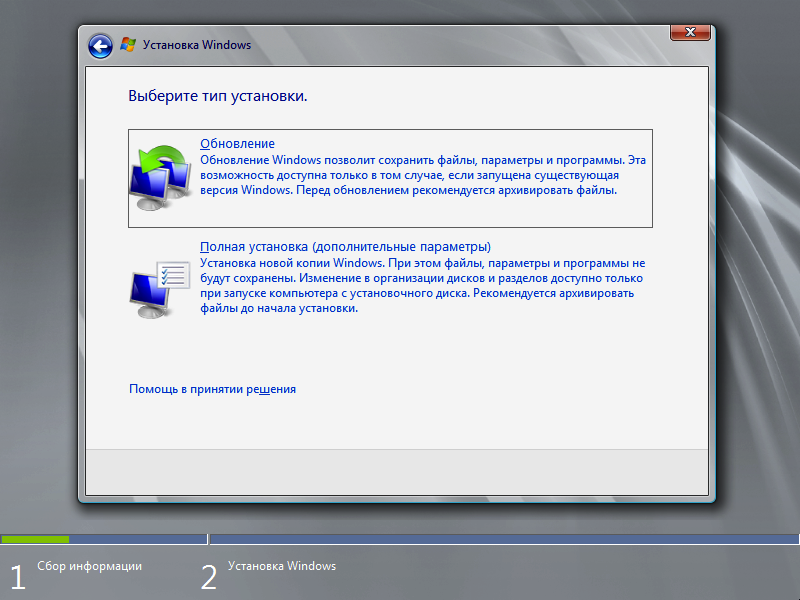 Установка Windows
Выберите тип установки.
Обновление
Обновление Windows позволит сохранить файлы, параметры и программы. Эта
возможность доступна только в том случае, если запущена существующая
версия Windows. Перед обновлением рекомендуется архивировать файлы.
Полная установка (дополнительные параметры)
Установка новой копии Windows. При этом файлы, параметры и программы не
будут сохранены. Изменение в организации дисков и разделов доступно только
при запуске компьютера с установочного диска. Рекомендуется архивировать
файлы до начала установки.
Помощь в принятии решения
1 Сбор информации
2 Установка Windows